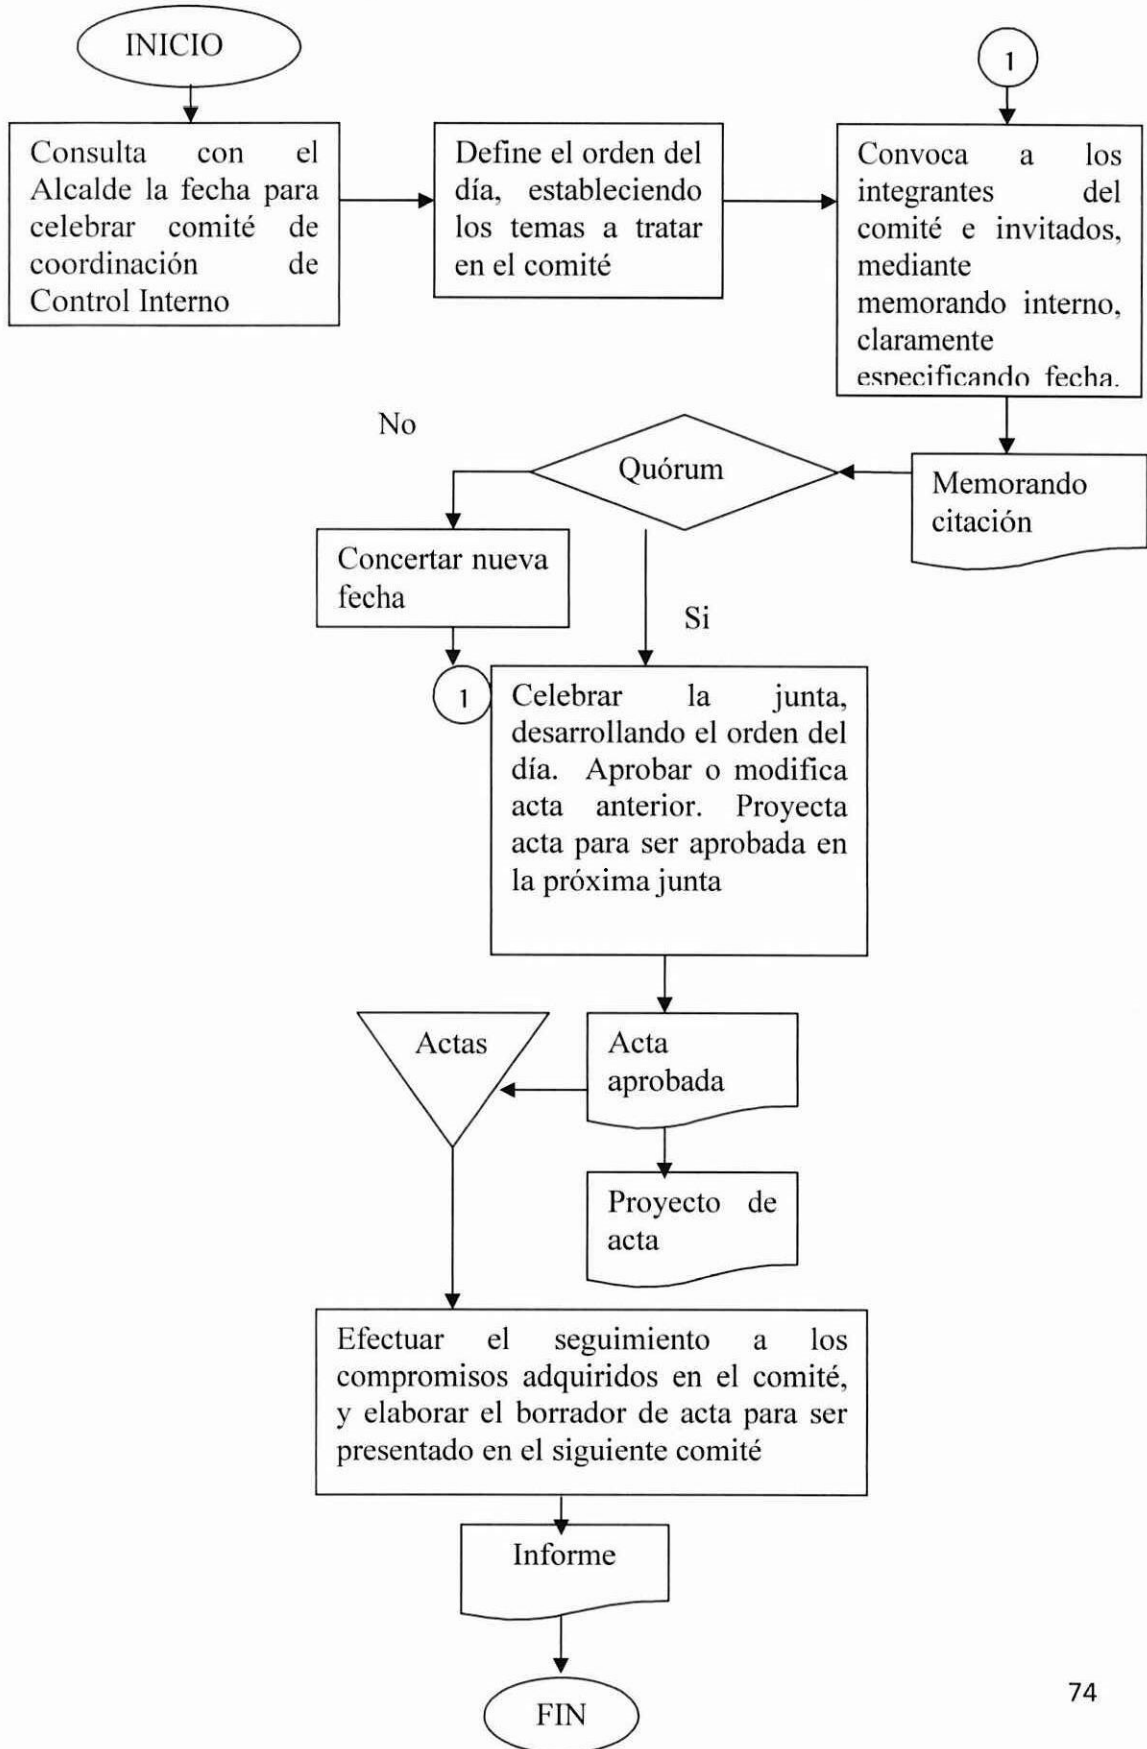 INICIO
1
Consulta con el
Alcalde la fecha para
celebrar comité de
coordinación de
Control Interno
Define el orden del
día, estableciendo
los temas a tratar
en el comité
Convoca a los
integrantes del
comité e invitados,
mediante
memorando interno,
claramente
especificando fecha.
No
Quórum
Memorando
citación
Concertar nueva
fecha
Si
1
Celebrar la junta,
desarrollando el orden del
día. Aprobar o modifica
acta anterior. Proyecta
acta para ser aprobada en
la próxima junta
Actas
Acta
aprobada
Proyecto de
acta
Efectuar el seguimiento a los
compromisos adquiridos en el comité,
y elaborar el borrador de acta para ser
presentado en el siguiente comité
Informe
FIN
74